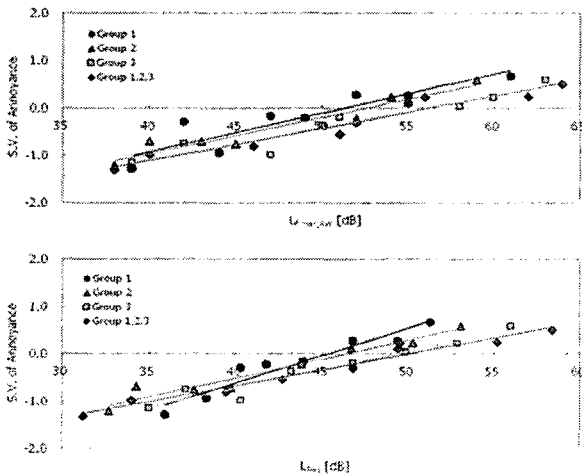 2.0
1.0
0.0
-1.0
-2.0
S.V. of Annoyance
Group 1
Group 2
Group 3
Group 1,2,3
35 40 45 50 55 60 65
[dB]
2.0
1.0
0.0
-1.0
-2.0
S.V. of Annoyance
Group 1
Group 2
Group 3
Group 1,2,3
30 35 40 45 50 55 60
[dB]